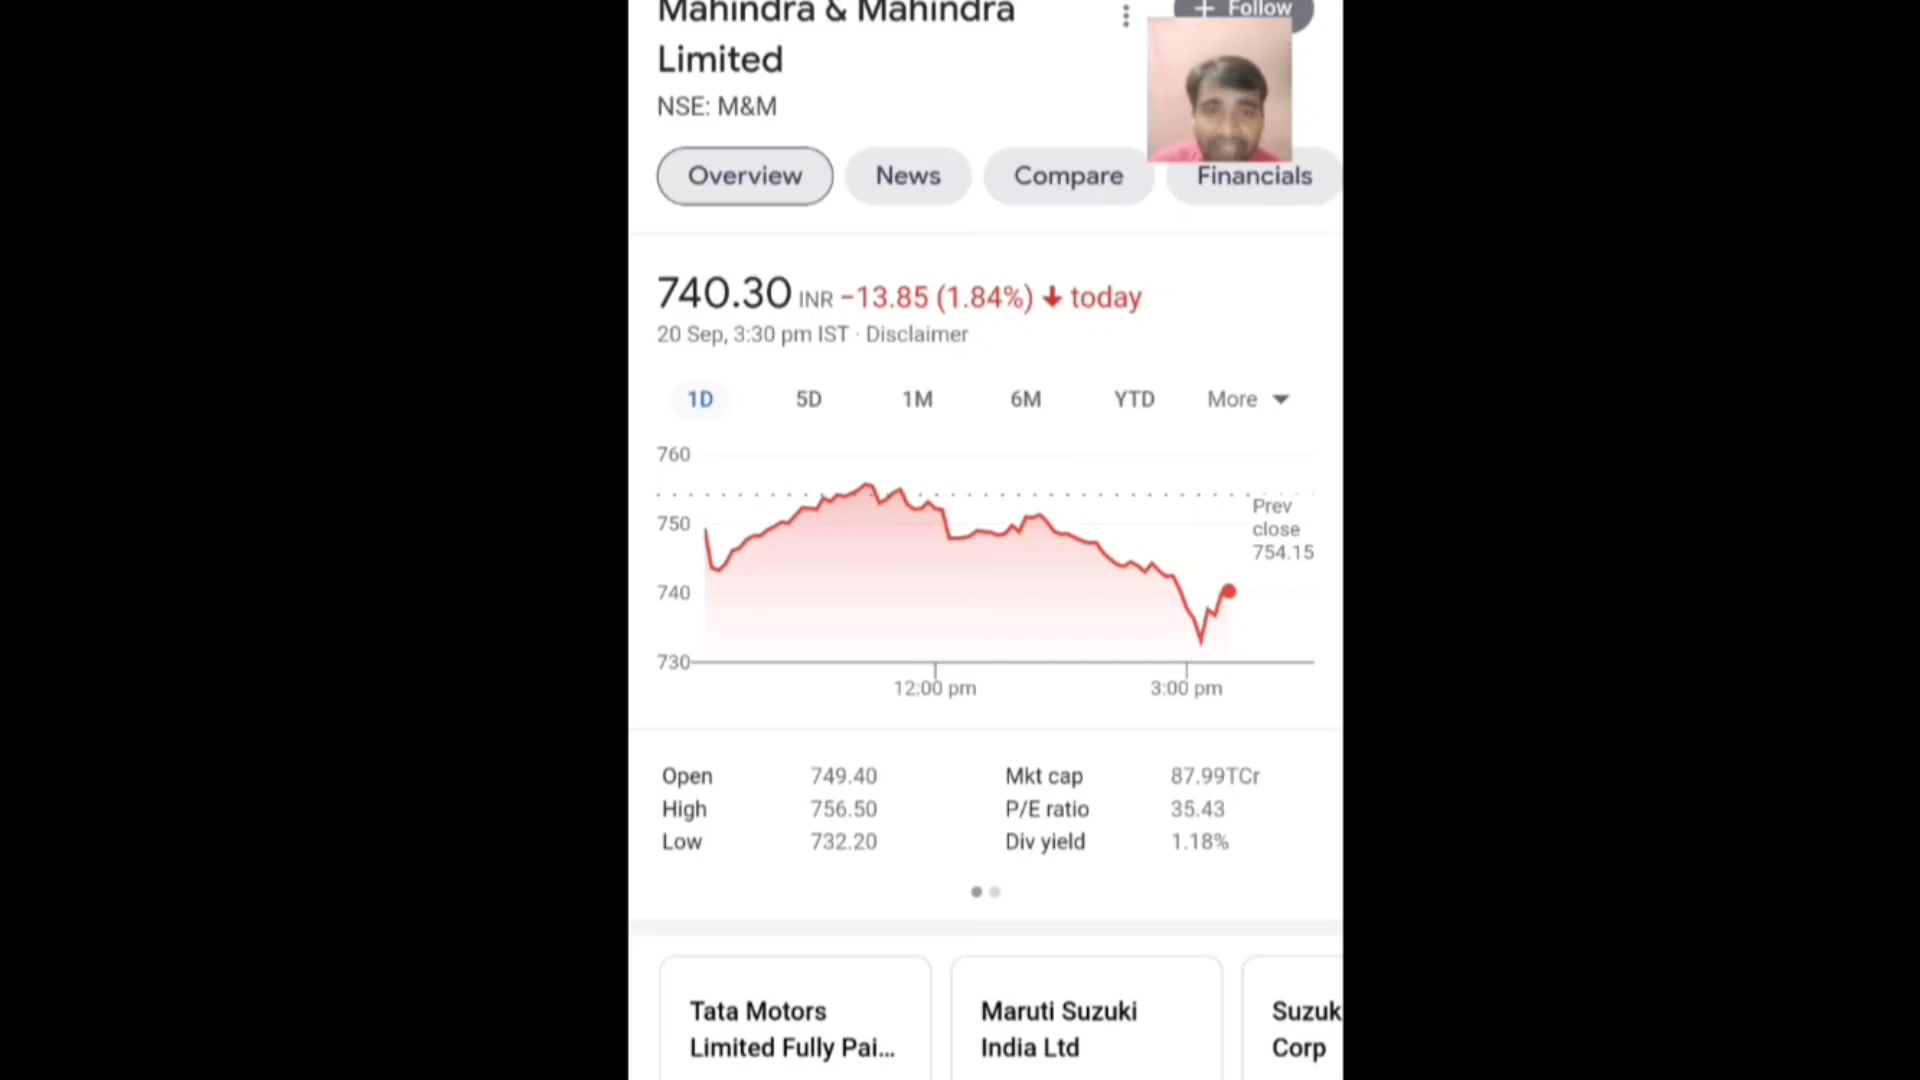 Mahindra & Mahindra
Limited
+ Follow
NSE: M&M
Overview
News
Compare
Financials
740.30 INR −13.85 (1.84%) ↓ today
20 Sep, 3:30 pm IST · Disclaimer
1D
5D
1M
6M
YTD
More
760
750
740
730
Prev
close
754.15
12:00 pm
3:00 pm
Open 749.40
High 756.50
Low 732.20
Mkt cap 87.99TCr
P/E ratio 35.43
Div yield 1.18%
Tata Motors
Limited Fully Pai...
Maruti Suzuki
India Ltd
Suzuk
Corp